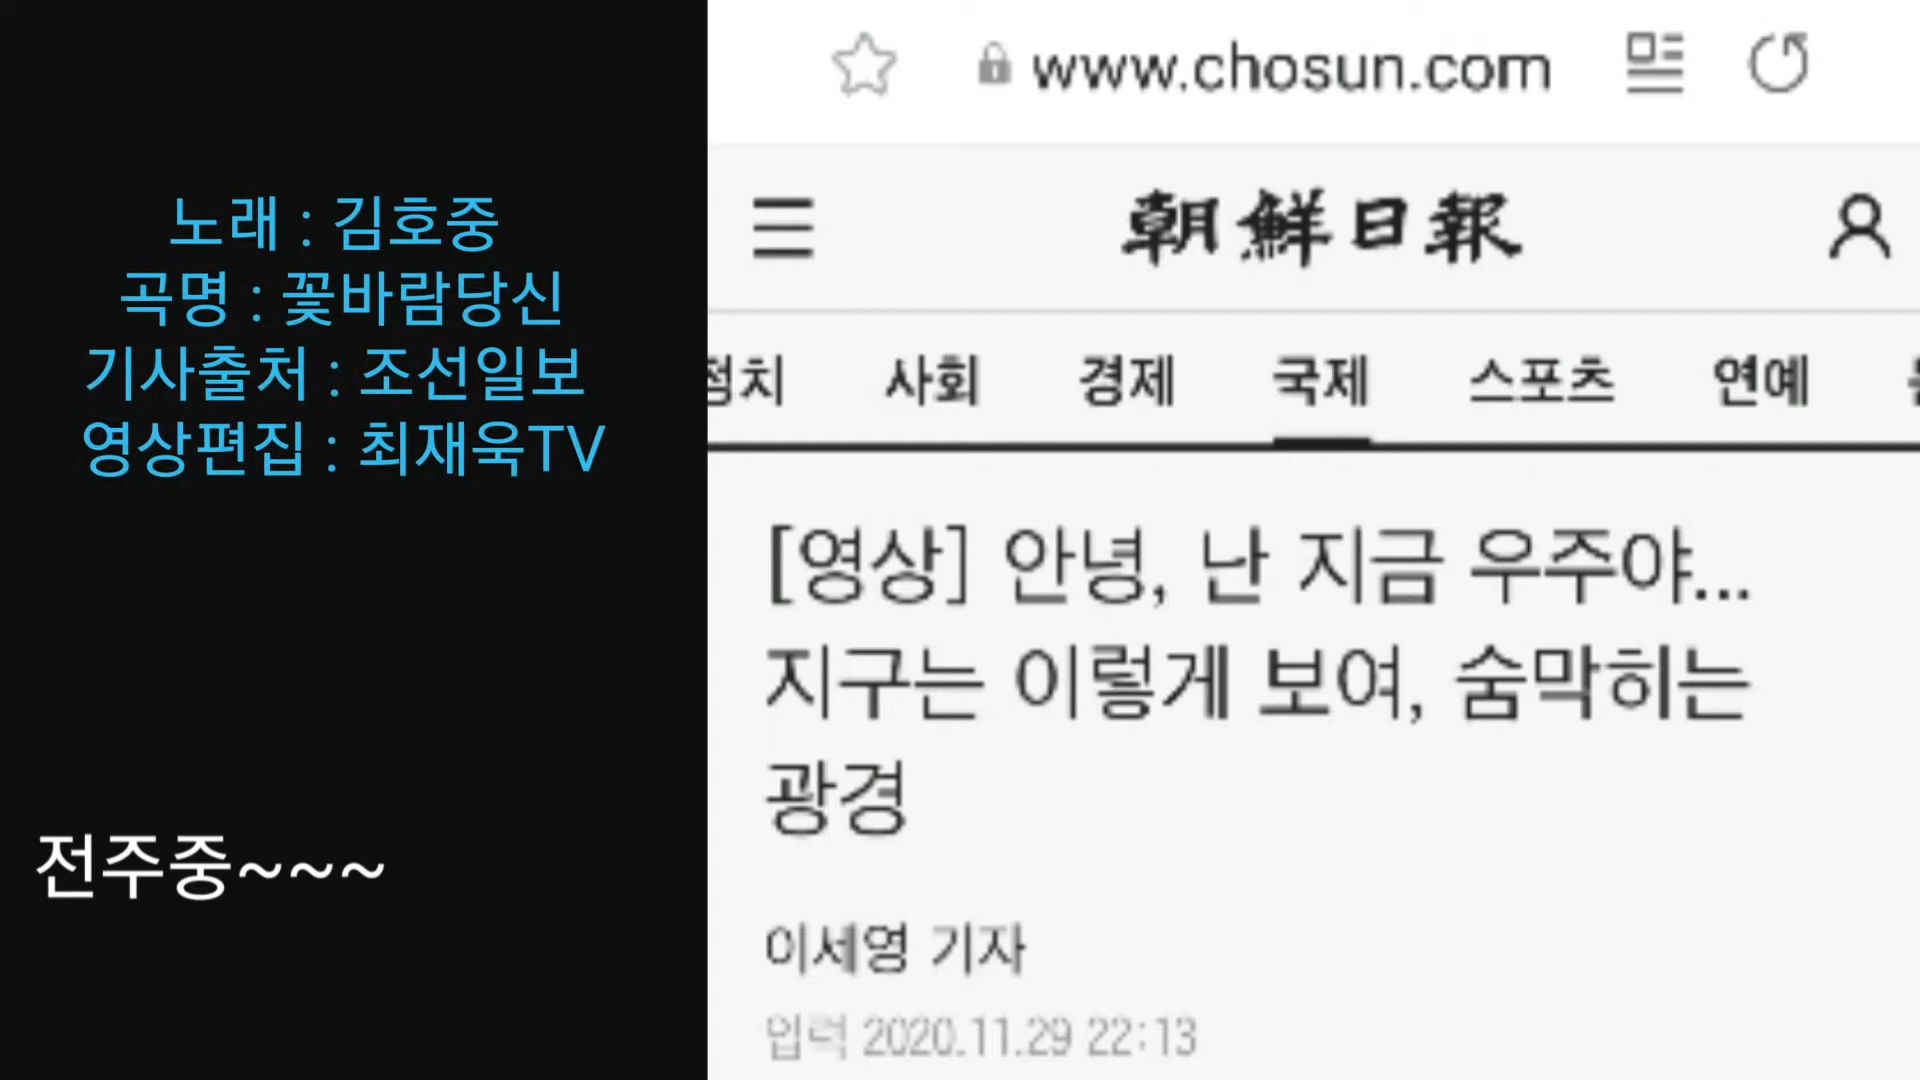 노래 : 김호중
곡명 : 꽃바람당신
기사출처 : 조선일보
영상편집 : 최재욱TV
전주중~~~
www.chosun.com
朝鮮日報
정치 사회 경제 국제 스포츠 연예
[영상] 안녕, 난 지금 우주야...
지구는 이렇게 보여, 숨막히는
광경
이세영 기자
입력 2020.11.29 22:13